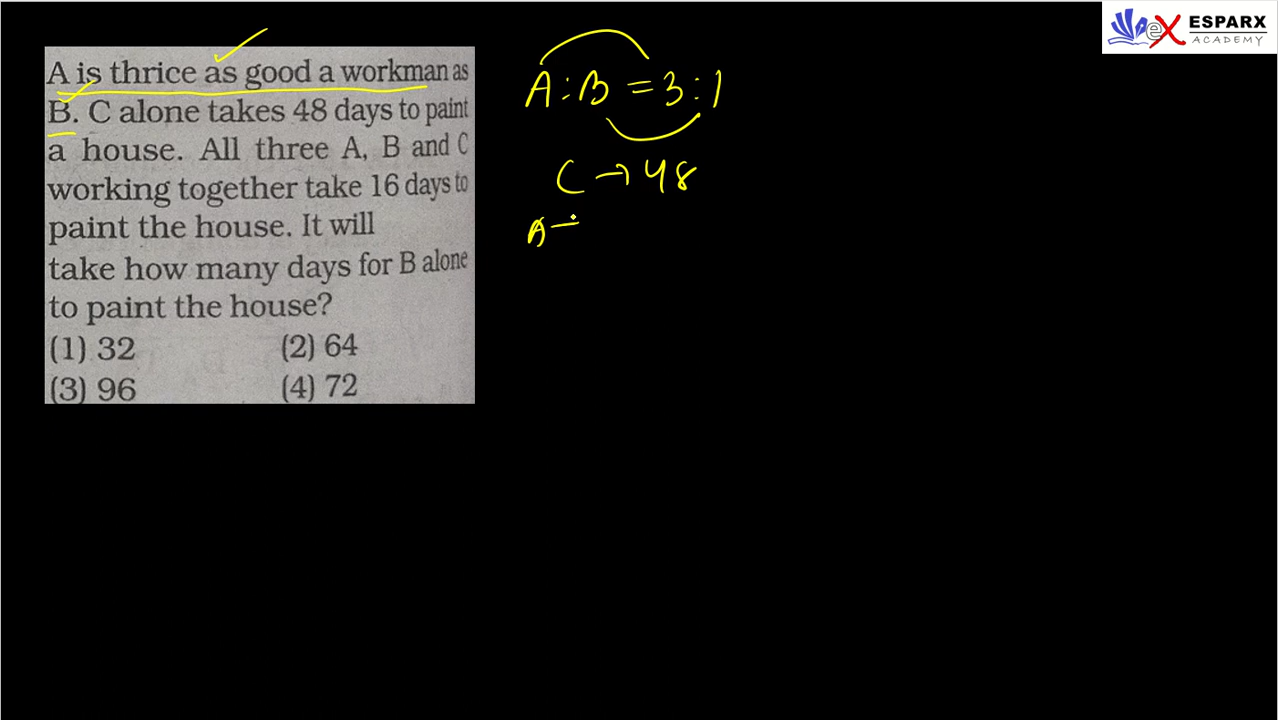 ESPARX
ACADEMY
A is thrice as good a workman as
B. C alone takes 48 days to paint
a house. All three A, B and C
working together take 16 days to
paint the house. It will
take how many days for B alone
to paint the house?
(1) 32 (2) 64
(3) 96 (4) 72
A:B = 3:1
C → 48
A -